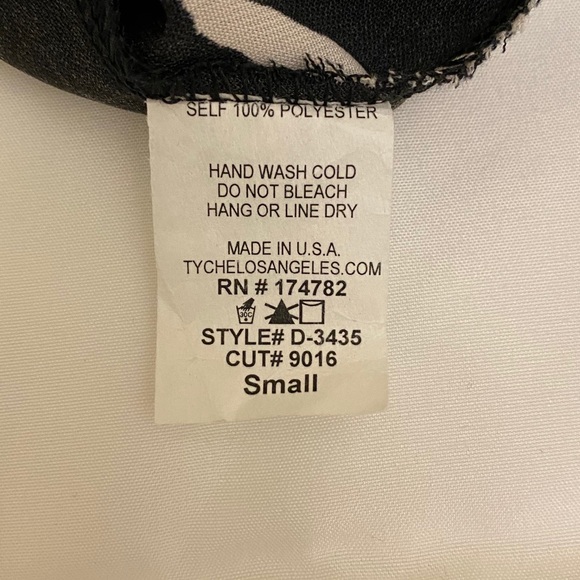 SELF 100% POLYESTER
HAND WASH COLD
DO NOT BLEACH
HANG OR LINE DRY
MADE IN U.S.A.
TYCHELOSANGELES.COM
RN # 174782
30C
STYLE# D-3435
CUT# 9016
Small